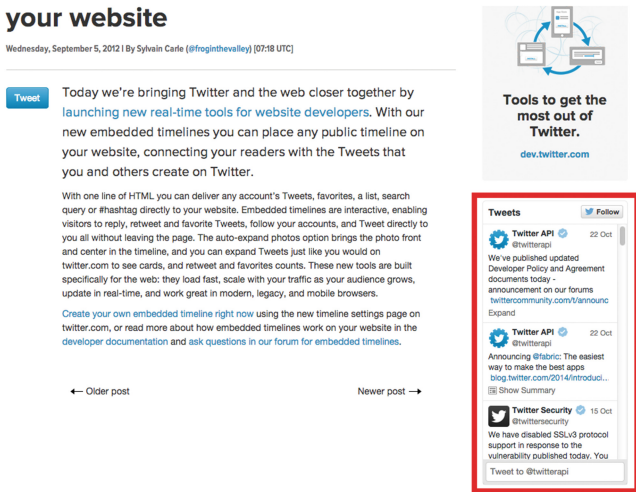 your website
Wednesday, September 5, 2012 | By Sylvain Carle (@froginthevalley) [07:18 UTC]
Tweet
Today we're bringing Twitter and the web closer together by
launching new real-time tools for website developers. With our
new embedded timelines you can place any public timeline on
your website, connecting your readers with the Tweets that
you and others create on Twitter.
With one line of HTML you can deliver any account's Tweets, favorites, a list, search
query or #hashtag directly to your website. Embedded timelines are interactive, enabling
visitors to reply, retweet and favorite Tweets, follow your accounts, and Tweet directly to
you all without leaving the page. The auto-expand photos option brings the photo front
and center in the timeline, and you can expand Tweets just like you would on
twitter.com to see cards, and retweet and favorites counts. These new tools are built
specifically for the web: they load fast, scale with your traffic as your audience grows,
update in real-time, and work great in modern, legacy, and mobile browsers.
Create your own embedded timeline right now using the new timeline settings page on
twitter.com, or read more about how embedded timelines work on your website in the
developer documentation and ask questions in our forum for embedded timelines.
← Older post
Newer post →
Tools to get the
most out of
Twitter.
dev.twitter.com
Tweets
Follow
Twitter API 22 Oct
@twitterapi
We've published updated
Developer Policy and Agreement
documents today -
announcement on our forums
twittercommunity.com/t/announc
Expand
Twitter API 22 Oct
@twitterapi
Announcing @fabric: The easiest
way to make the best apps
blog.twitter.com/2014/introduci...
Show Summary
Twitter Security 15 Oct
@twittersecurity
We have disabled SSLv3 protocol
support in response to the
vulnerability published today. You
Tweet to @twitterapi